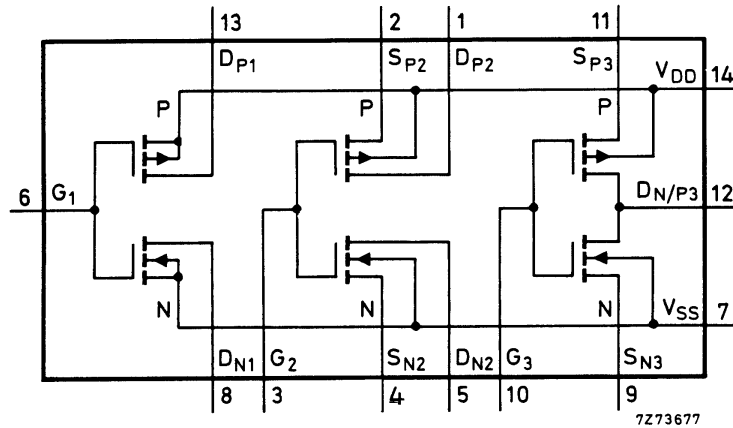 13 2 1 11
DP1 SP2 DP2 SP3 VDD 14
P P P
6 G1 DN/P3 12
N N N VSS 7
DN1 G2 SN2 DN2 G3 SN3
8 3 4 5 10 9
7Z73677